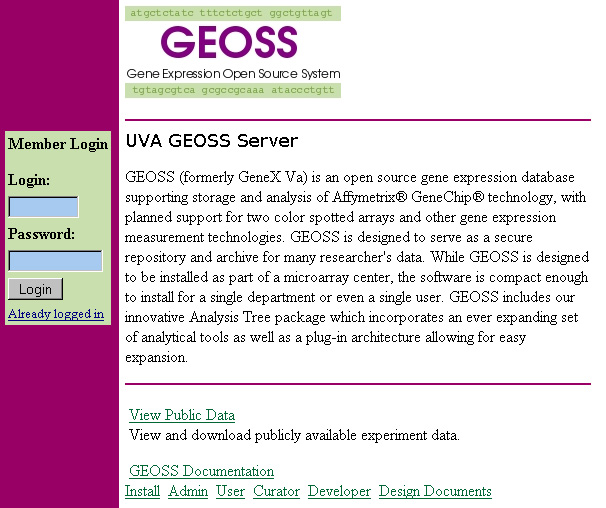 atgctctatc tttctctgct ggctgttagt
GEOSS
Gene Expression Open Source System
tgtagcgtca gcgccgcaaa ataccctgtt
Member Login
Login:
Password:
Login
Already logged in
UVA GEOSS Server
GEOSS (formerly GeneX Va) is an open source gene expression database
supporting storage and analysis of Affymetrix® GeneChip® technology, with
planned support for two color spotted arrays and other gene expression
measurement technologies. GEOSS is designed to serve as a secure
repository and archive for many researcher's data. While GEOSS is designed
to be installed as part of a microarray center, the software is compact enough
to install for a single department or even a single user. GEOSS includes our
innovative Analysis Tree package which incorporates an ever expanding set
of analytical tools as well as a plug-in architecture allowing for easy
expansion.
View Public Data
View and download publicly available experiment data.
GEOSS Documentation
Install Admin User Curator Developer Design Documents